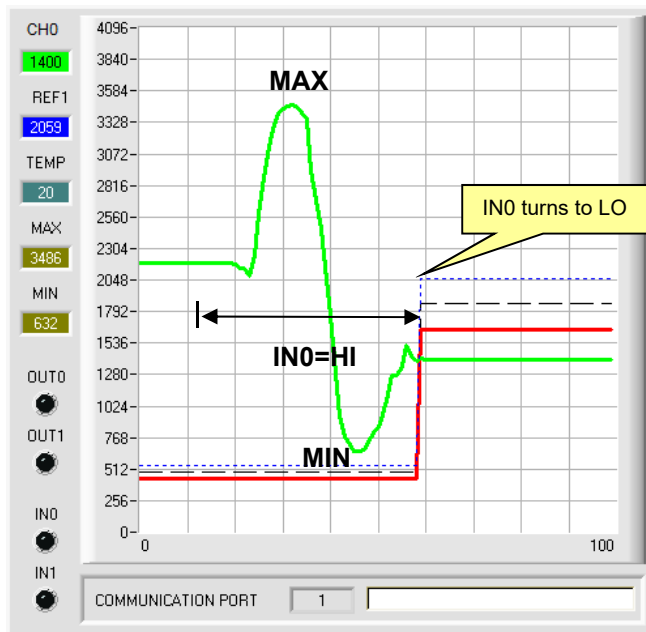 CH0
1400
REF1
2059
TEMP
20
MAX
3486
MIN
632
OUT0
OUT1
IN0
IN1
4096-
3840-
3584-
3328-
3072-
2816-
2560-
2304-
2048-
1792-
1536-
1280-
1024-
768-
512-
256-
0-
0
100
MAX
IN0 turns to LO
IN0=HI
MIN
COMMUNICATION PORT 1